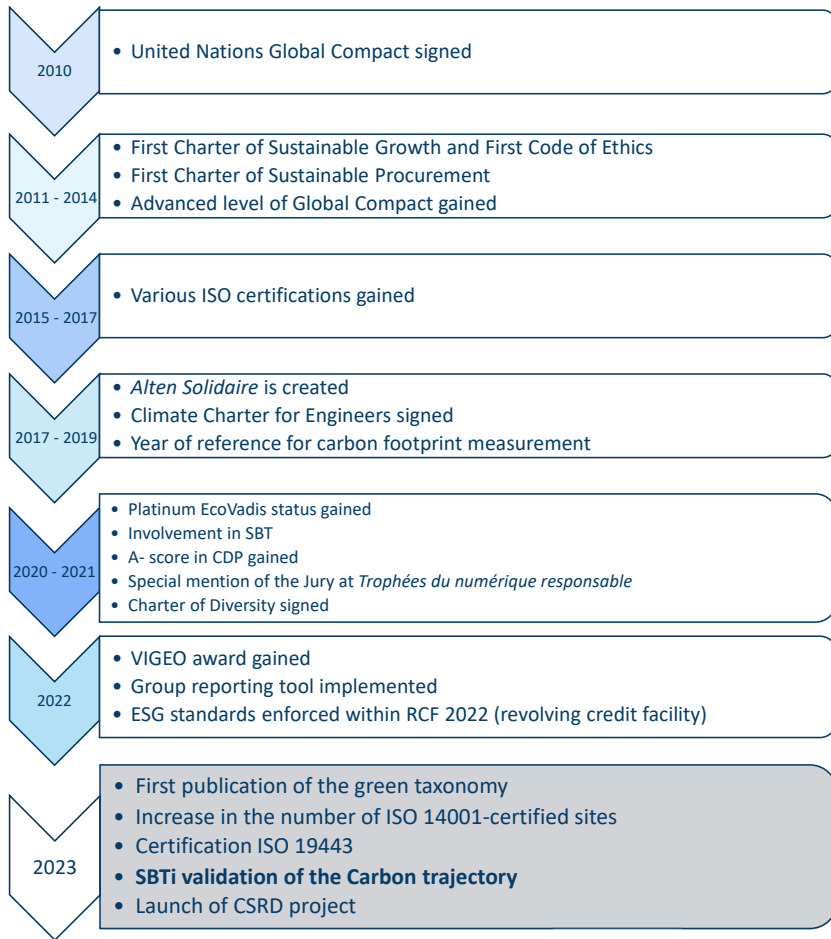 2010
• United Nations Global Compact signed
2011 - 2014
• First Charter of Sustainable Growth and First Code of Ethics
• First Charter of Sustainable Procurement
• Advanced level of Global Compact gained
2015 - 2017
• Various ISO certifications gained
2017 - 2019
• Alten Solidaire is created
• Climate Charter for Engineers signed
• Year of reference for carbon footprint measurement
2020 - 2021
• Platinum EcoVadis status gained
• Involvement in SBT
• A- score in CDP gained
• Special mention of the Jury at Trophées du numérique responsable
• Charter of Diversity signed
2022
• VIGEO award gained
• Group reporting tool implemented
• ESG standards enforced within RCF 2022 (revolving credit facility)
2023
• First publication of the green taxonomy
• Increase in the number of ISO 14001-certified sites
• Certification ISO 19443
• SBTi validation of the Carbon trajectory
• Launch of CSRD project